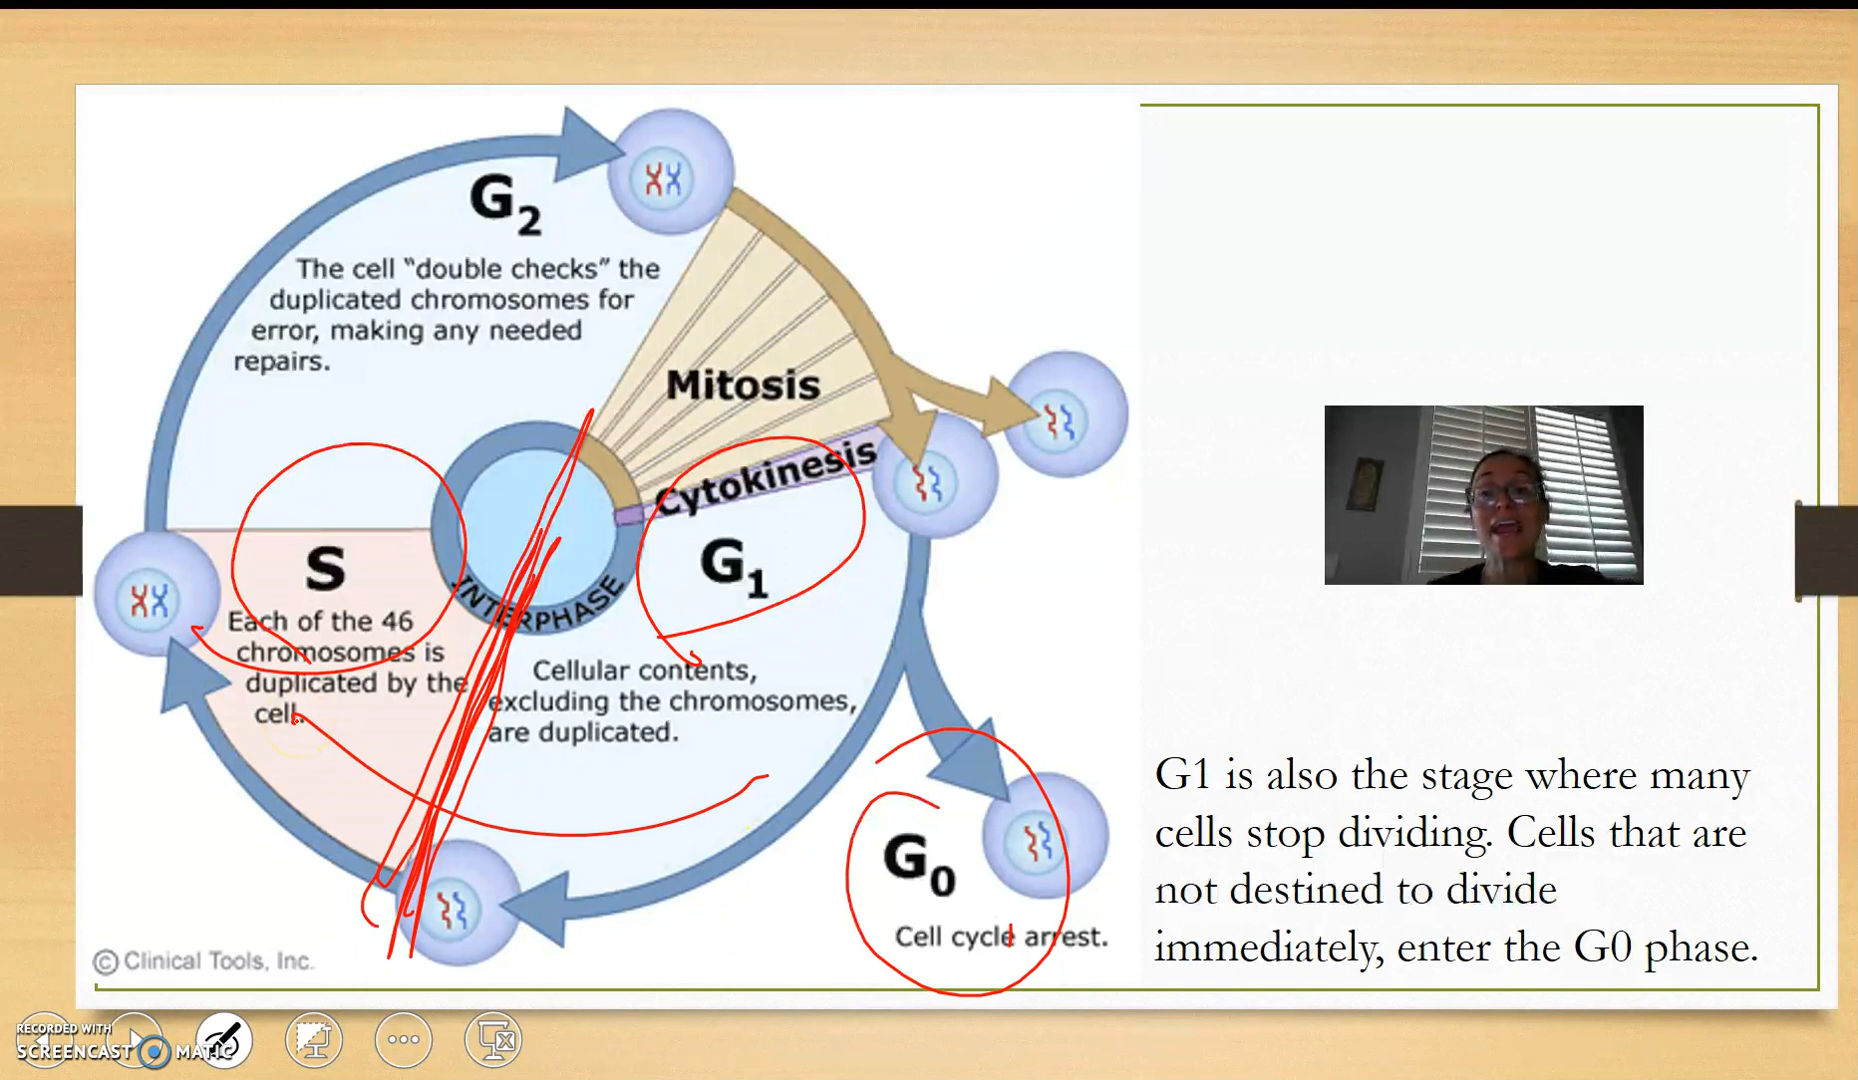 G2
The cell “double checks” the
duplicated chromosomes for
error, making any needed
repairs.
Mitosis
Cytokinesis
S
Each of the 46
chromosomes is
duplicated by the
cell.
INTERPHASE
G1
Cellular contents,
excluding the chromosomes,
are duplicated.
G0
Cell cycle arrest.
© Clinical Tools, Inc.
G1 is also the stage where many
cells stop dividing. Cells that are
not destined to divide
immediately, enter the G0 phase.
RECORDED WITH
SCREENCAST MATIC